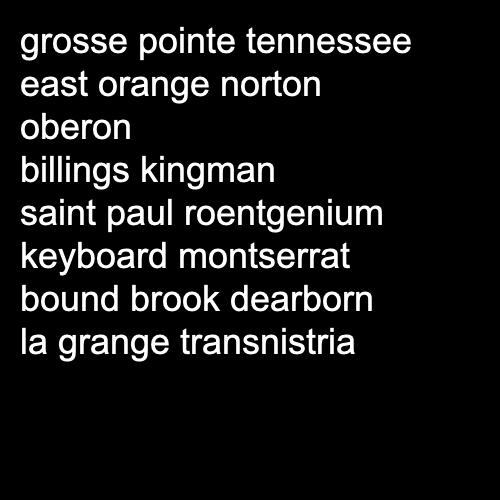 grosse pointe tennessee
east orange norton
oberon
billings kingman
saint paul roentgenium
keyboard montserrat
bound brook dearborn
la grange transnistria